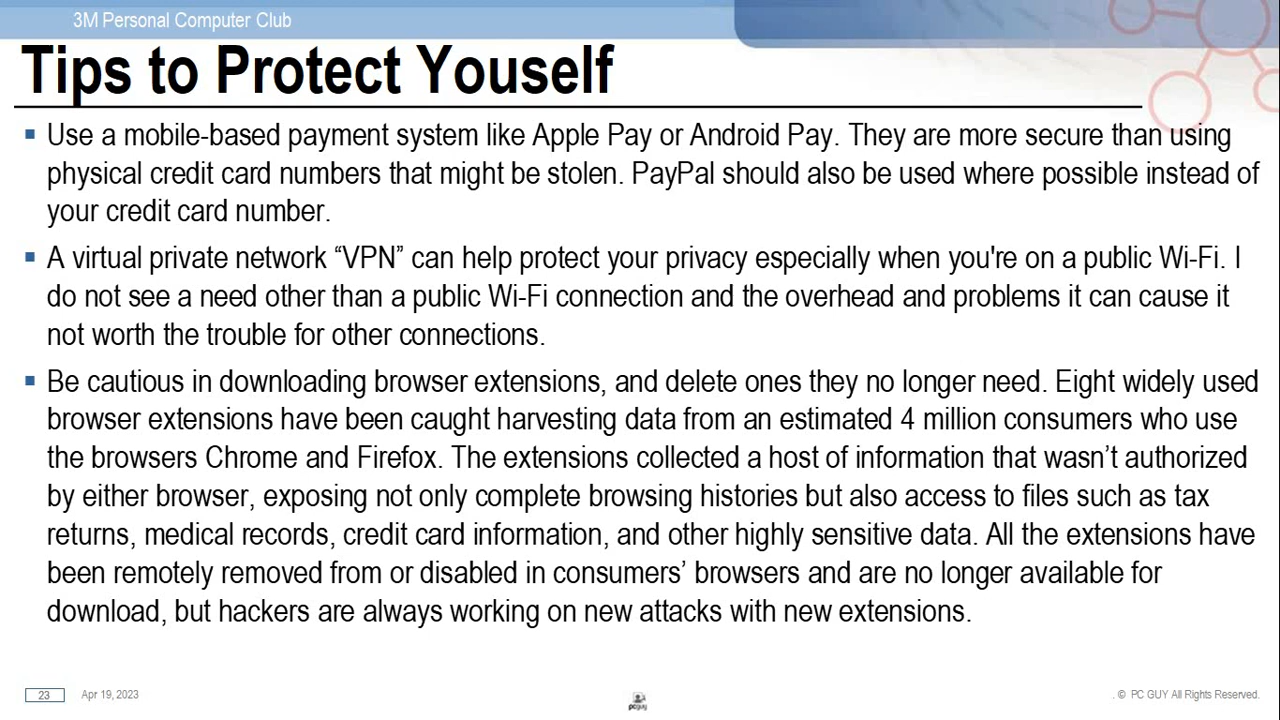 3M Personal Computer Club
Tips to Protect Youself
▪ Use a mobile-based payment system like Apple Pay or Android Pay. They are more secure than using
physical credit card numbers that might be stolen. PayPal should also be used where possible instead of
your credit card number.
▪ A virtual private network “VPN” can help protect your privacy especially when you're on a public Wi-Fi. I
do not see a need other than a public Wi-Fi connection and the overhead and problems it can cause it
not worth the trouble for other connections.
▪ Be cautious in downloading browser extensions, and delete ones they no longer need. Eight widely used
browser extensions have been caught harvesting data from an estimated 4 million consumers who use
the browsers Chrome and Firefox. The extensions collected a host of information that wasn’t authorized
by either browser, exposing not only complete browsing histories but also access to files such as tax
returns, medical records, credit card information, and other highly sensitive data. All the extensions have
been remotely removed from or disabled in consumers’ browsers and are no longer available for
download, but hackers are always working on new attacks with new extensions.
23 Apr 19, 2023
pcguy
. © PC GUY All Rights Reserved.